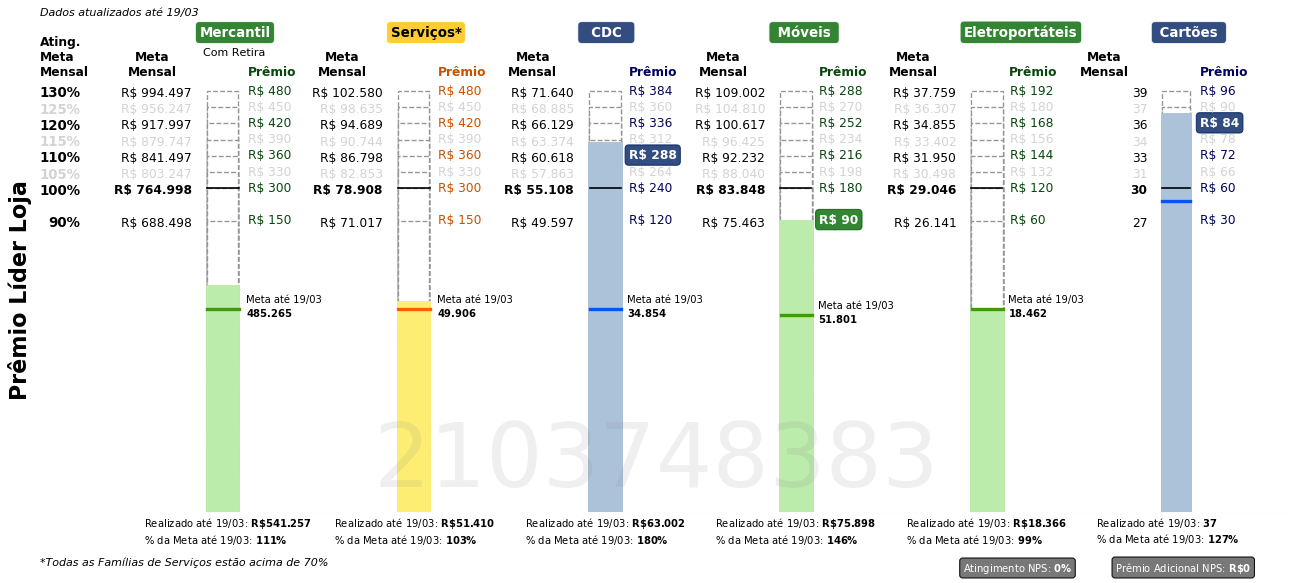 Dados atualizados até 19/03
Mercantil Serviços* CDC Móveis Eletroportáteis Cartões
Com Retira
Ating. Meta Mensal
Meta Mensal Prêmio Meta Mensal Prêmio Meta Mensal Prêmio Meta Mensal Prêmio Meta Mensal Prêmio Meta Mensal Prêmio
130% R$ 994.497 R$ 480 R$ 102.580 R$ 480 R$ 71.640 R$ 384 R$ 109.002 R$ 288 R$ 37.759 R$ 192 39 R$ 96
125% R$ 956.247 R$ 450 R$ 98.635 R$ 450 R$ 68.885 R$ 360 R$ 104.810 R$ 270 R$ 36.307 R$ 180 37 R$ 90
120% R$ 917.997 R$ 420 R$ 94.689 R$ 420 R$ 66.129 R$ 336 R$ 100.617 R$ 252 R$ 34.855 R$ 168 36 R$ 84
115% R$ 879.747 R$ 390 R$ 90.744 R$ 390 R$ 63.374 R$ 312 R$ 96.425 R$ 234 R$ 33.402 R$ 156 34 R$ 78
110% R$ 841.497 R$ 360 R$ 86.798 R$ 360 R$ 60.618 R$ 288 R$ 92.232 R$ 216 R$ 31.950 R$ 144 33 R$ 72
105% R$ 803.247 R$ 330 R$ 82.853 R$ 330 R$ 57.863 R$ 264 R$ 88.040 R$ 198 R$ 30.498 R$ 132 31 R$ 66
100% R$ 764.998 R$ 300 R$ 78.908 R$ 300 R$ 55.108 R$ 240 R$ 83.848 R$ 180 R$ 29.046 R$ 120 30 R$ 60
90% R$ 688.498 R$ 150 R$ 71.017 R$ 150 R$ 49.597 R$ 120 R$ 75.463 R$ 90 R$ 26.141 R$ 60 27 R$ 30
Prêmio Líder Loja
Meta até 19/03 Meta até 19/03 Meta até 19/03 Meta até 19/03 Meta até 19/03
485.265 49.906 34.854 51.801 18.462
2103748383
Realizado até 19/03: R$541.257 Realizado até 19/03: R$51.410 Realizado até 19/03: R$63.002 Realizado até 19/03: R$75.898 Realizado até 19/03: R$18.366 Realizado até 19/03: 37
% da Meta até 19/03: 111% % da Meta até 19/03: 103% % da Meta até 19/03: 180% % da Meta até 19/03: 146% % da Meta até 19/03: 99% % da Meta até 19/03: 127%
*Todas as Famílias de Serviços estão acima de 70%
Atingimento NPS: 0% Prêmio Adicional NPS: R$0